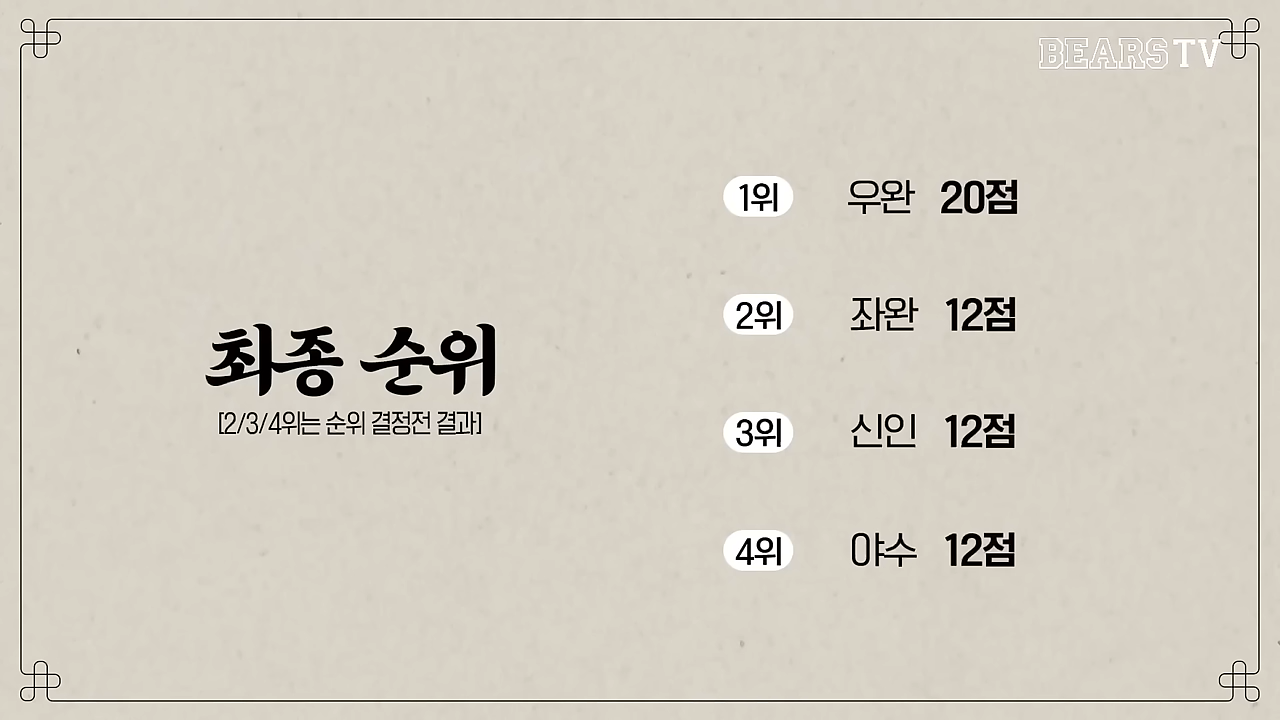 BEARS TV
최종 순위
[2/3/4위는 순위 결정전 결과]
1위 우완 20점
2위 좌완 12점
3위 신인 12점
4위 야수 12점